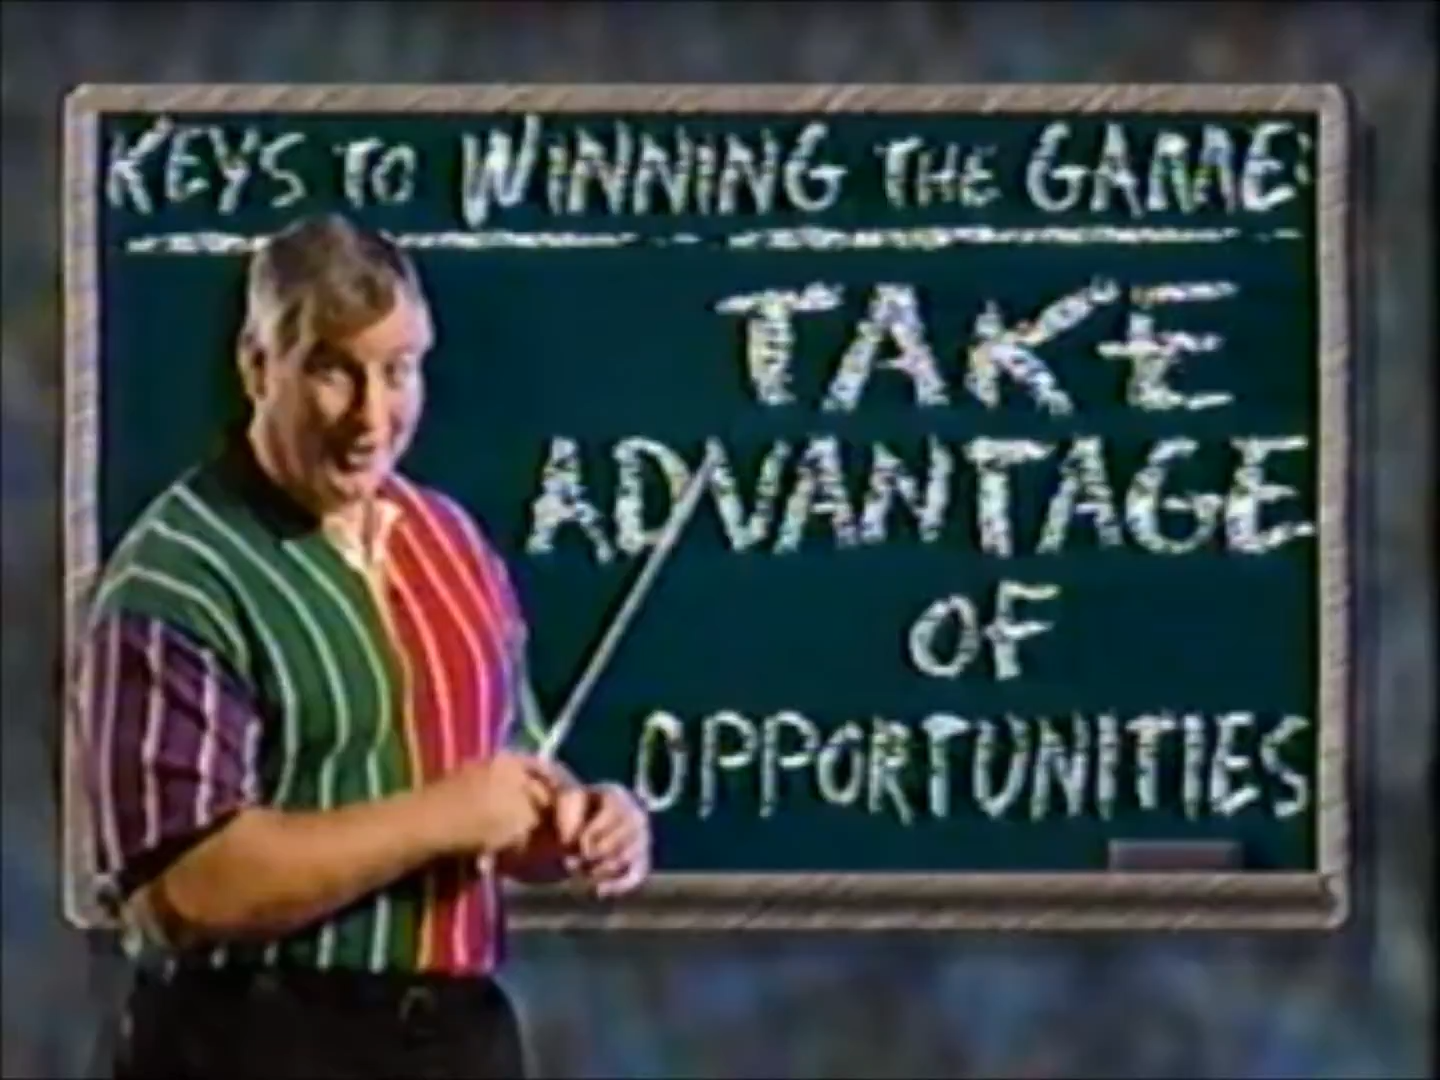 KEYS TO WINNING THE GAME:
TAKE
ADVANTAGE
OF
OPPORTUNITIES